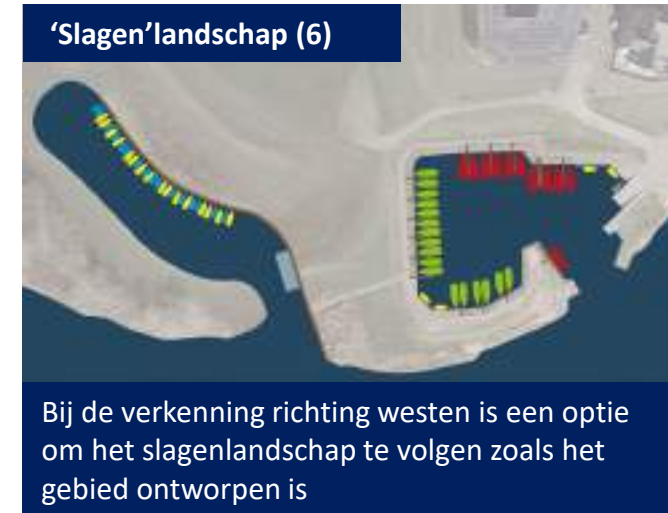 ‘Slagen’landschap (6)
Bij de verkenning richting westen is een optie
om het slagenlandschap te volgen zoals het
gebied ontworpen is